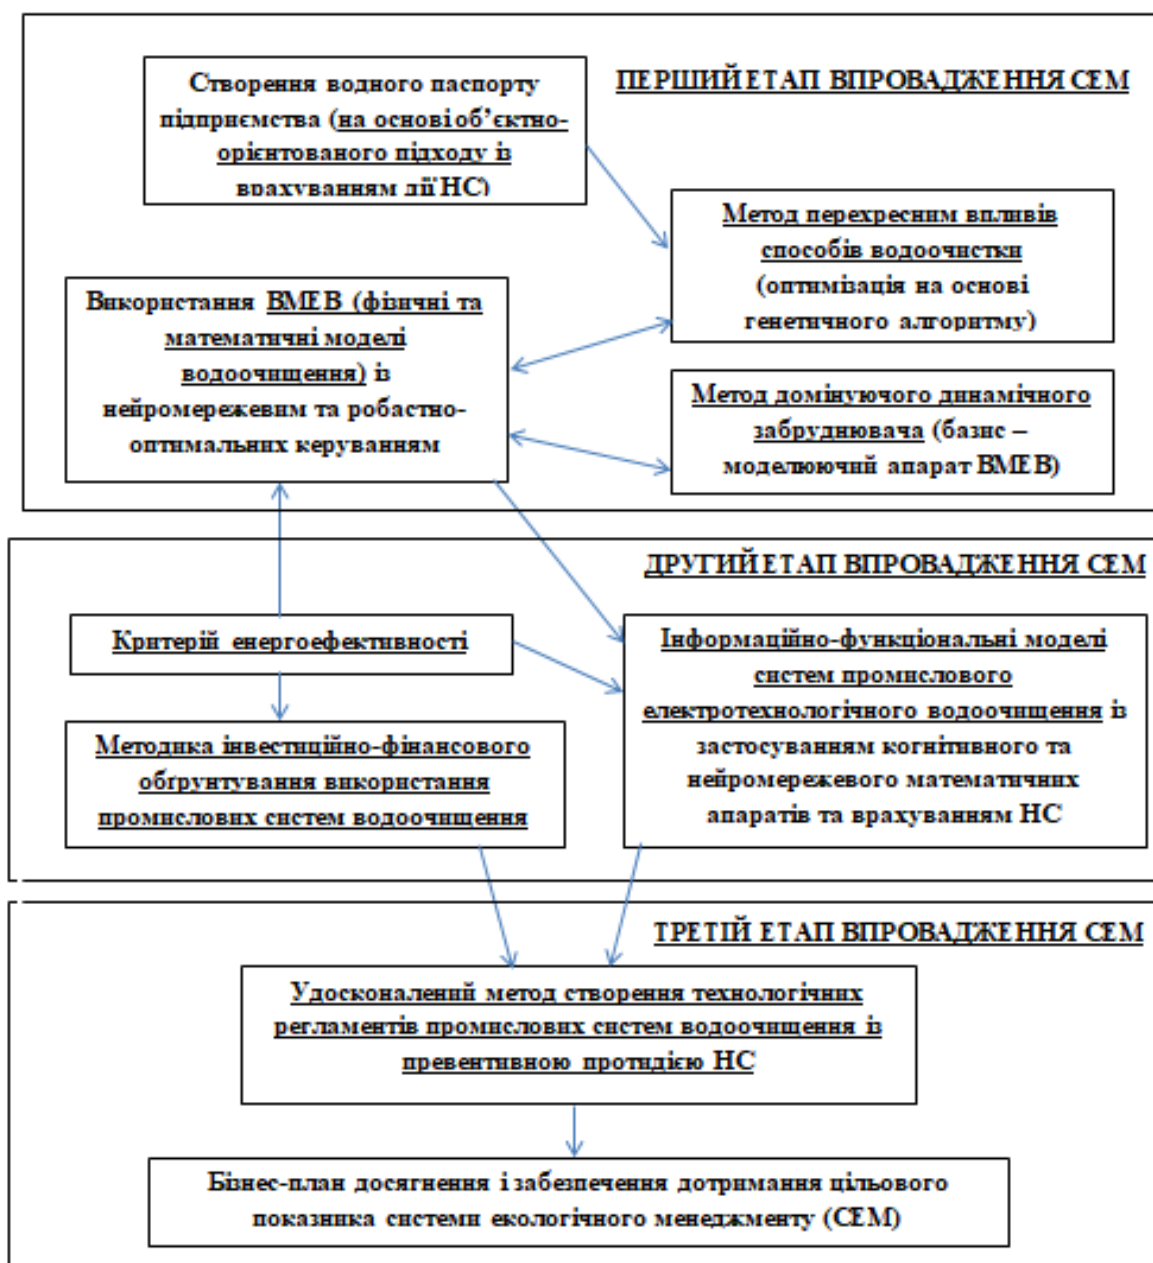 ПЕРШИЙ ЕТАП ВПРОВАДЖЕННЯ СЕМ
Створення водного паспорту
підприємства (на основі об’єктно-
орієнтованого підходу із
врахуванням дії НС)
Метод перехресним впливів
способів водоочистки
(оптимізація на основі
генетичного алгоритму)
Використання ВМЕВ (фізичні та
математичні моделі
водоочищення) із
нейромережевим та робастно-
оптимальних керуванням
Метод домінуючого динамічного
забруднювача (базис –
моделюючий апарат ВМЕВ)
ДРУГИЙ ЕТАП ВПРОВАДЖЕННЯ СЕМ
Критерій енергоефективності
Інформаційно-функціональні моделі
систем промислового
електротехнологічного водоочищення із
застосуванням когнітивного та
нейромережевого математичних
апаратів та врахуванням НС
Методика інвестиційно-фінансового
обґрунтування використання
промислових систем водоочищення
ТРЕТІЙ ЕТАП ВПРОВАДЖЕННЯ СЕМ
Удосконалений метод створення технологічних
регламентів промислових систем водоочищення із
превентивною протидією НС
Бізнес-план досягнення і забезпечення дотримання цільового
показника системи екологічного менеджменту (СЕМ)